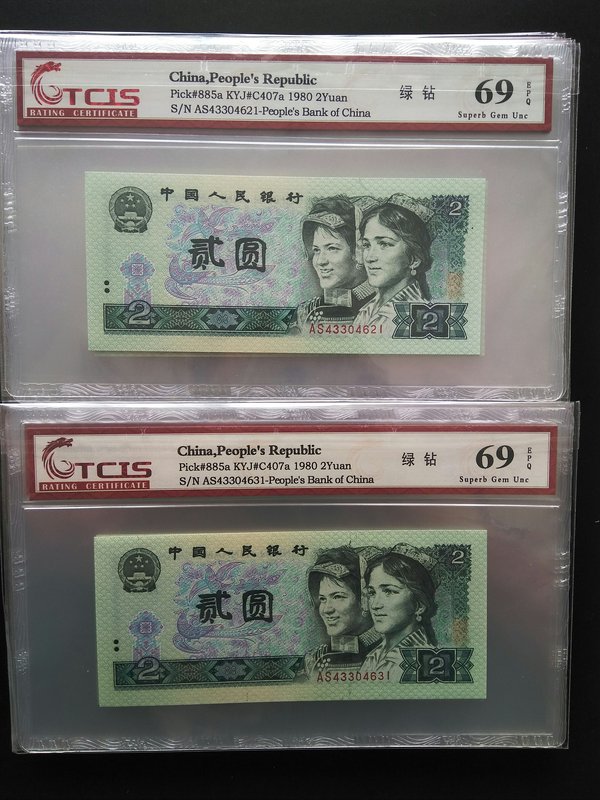 TCIS
RATING CERTIFICATE
China,People's Republic
Pick#885a KYJ#C407a 1980 2Yuan
S/N AS43304621-People's Bank of China
绿 钻
69
EPQ
Superb Gem Unc
中国人民银行
贰圆
2
2
2
AS43304621
TCIS
RATING CERTIFICATE
China,People's Republic
Pick#885a KYJ#C407a 1980 2Yuan
S/N AS43304631-People's Bank of China
绿 钻
69
EPQ
Superb Gem Unc
中国人民银行
贰圆
2
2
2
AS43304631